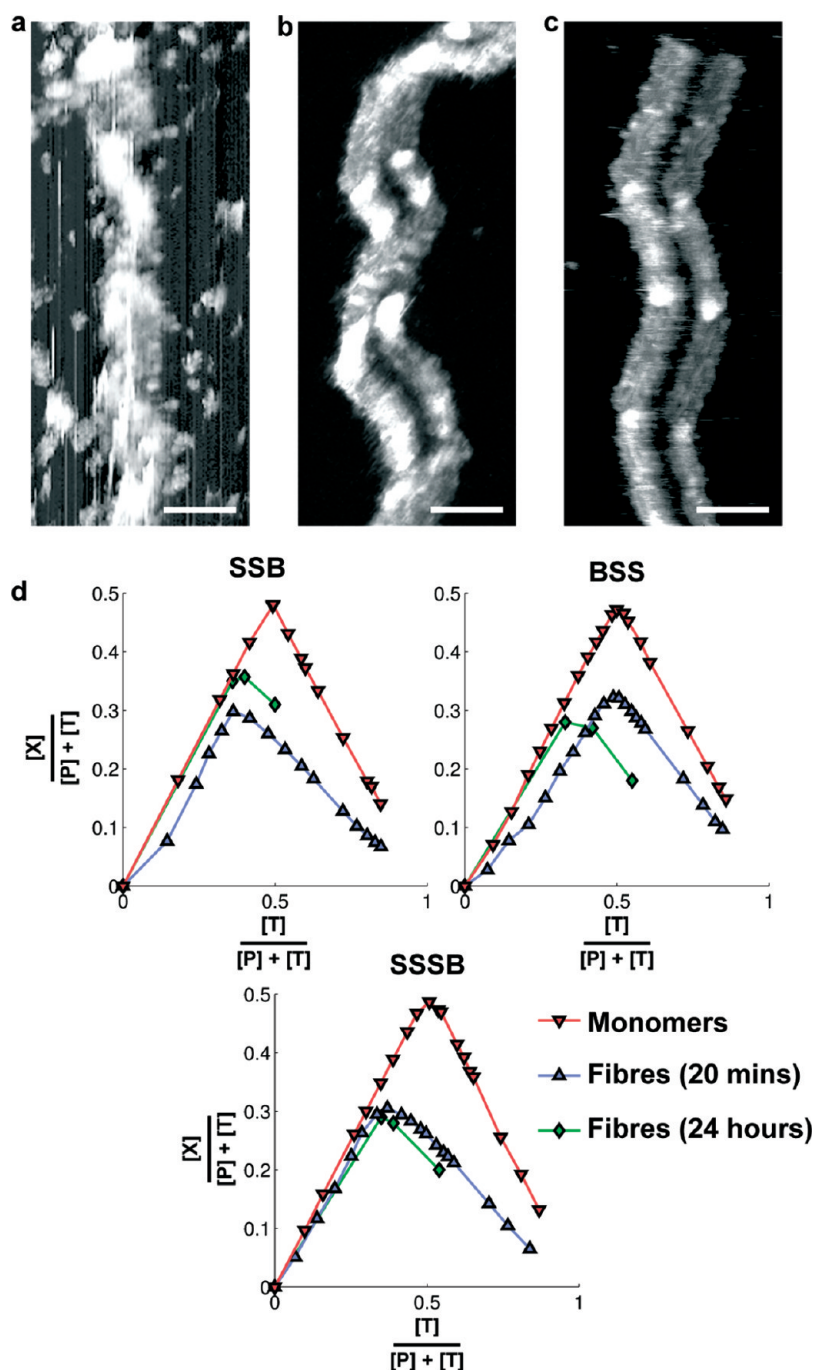 a
b
c
d
SSB
BSS
0.5
0.4
0.3
0.2
0.1
0
[X]
[P] + [T]
0
0.5
1
[T]
[P] + [T]
0.5
0.4
0.3
0.2
0.1
0
0
0.5
1
[T]
[P] + [T]
SSSB
0.5
0.4
0.3
0.2
0.1
0
[X]
[P] + [T]
0
0.5
1
[T]
[P] + [T]
Monomers
Fibres (20 mins)
Fibres (24 hours)